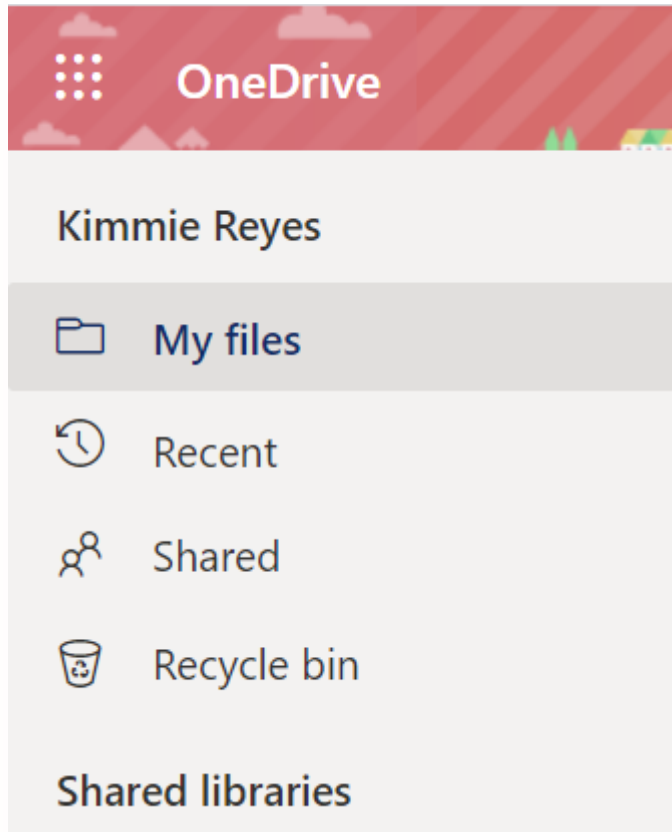 OneDrive
Kimmie Reyes
My files
Recent
Shared
Recycle bin
Shared libraries